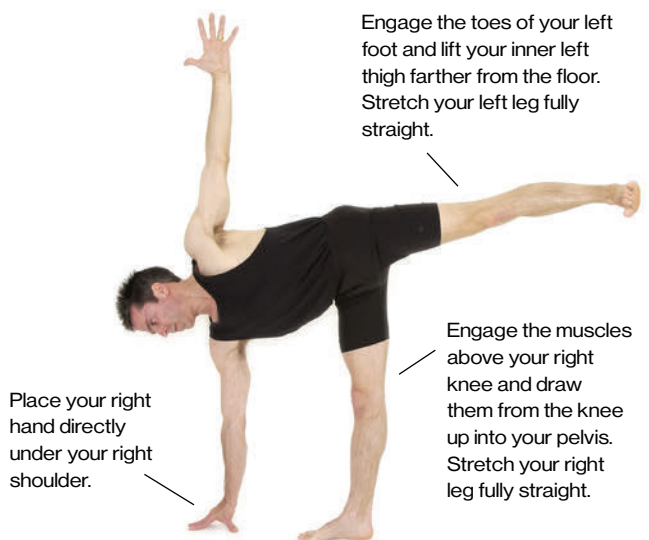 Engage the toes of your left
foot and lift your inner left
thigh farther from the floor.
Stretch your left leg fully
straight.
Engage the muscles
above your right
knee and draw
them from the knee
up into your pelvis.
Stretch your right
leg fully straight.
Place your right
hand directly
under your right
shoulder.